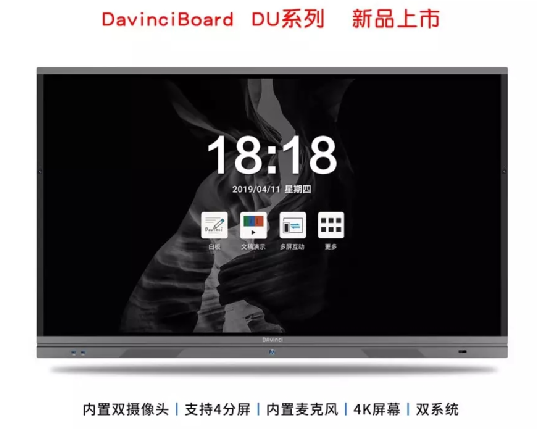 DavinciBoard DU系列 新品上市
18:18
2019/04/11 星期四
白板 文稿演示 多屏互动 更多
Davinci
内置双摄像头 | 支持4分屏 | 内置麦克风 | 4K屏幕 | 双系统